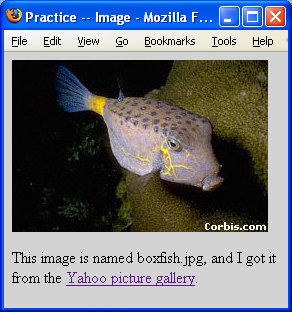 Practice -- Image - Mozilla F...
File Edit View Go Bookmarks Tools Help
Corbis.com
This image is named boxfish.jpg, and I got it
from the Yahoo picture gallery.